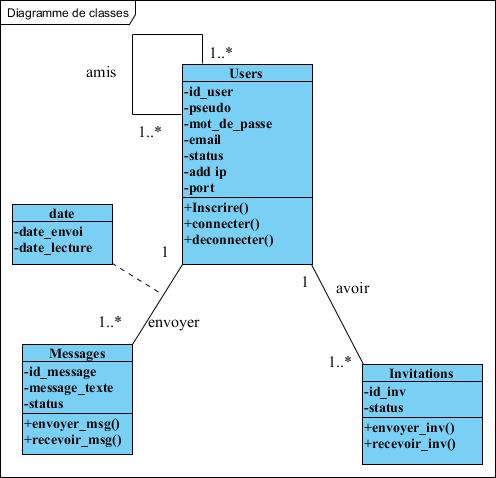 Diagramme de classes
1..*
amis
Users
-id_user
-pseudo
-mot_de_passe
-email
-status
-add ip
-port
1..*
+Inscrire()
+connecter()
+deconnecter()
date
-date_envoi
-date_lecture
1
1
avoir
1..*
envoyer
1..*
Messages
-id_message
-message_texte
-status
+envoyer_msg()
+recevoir_msg()
Invitations
-id_inv
-status
+envoyer_inv()
+recevoir_inv()